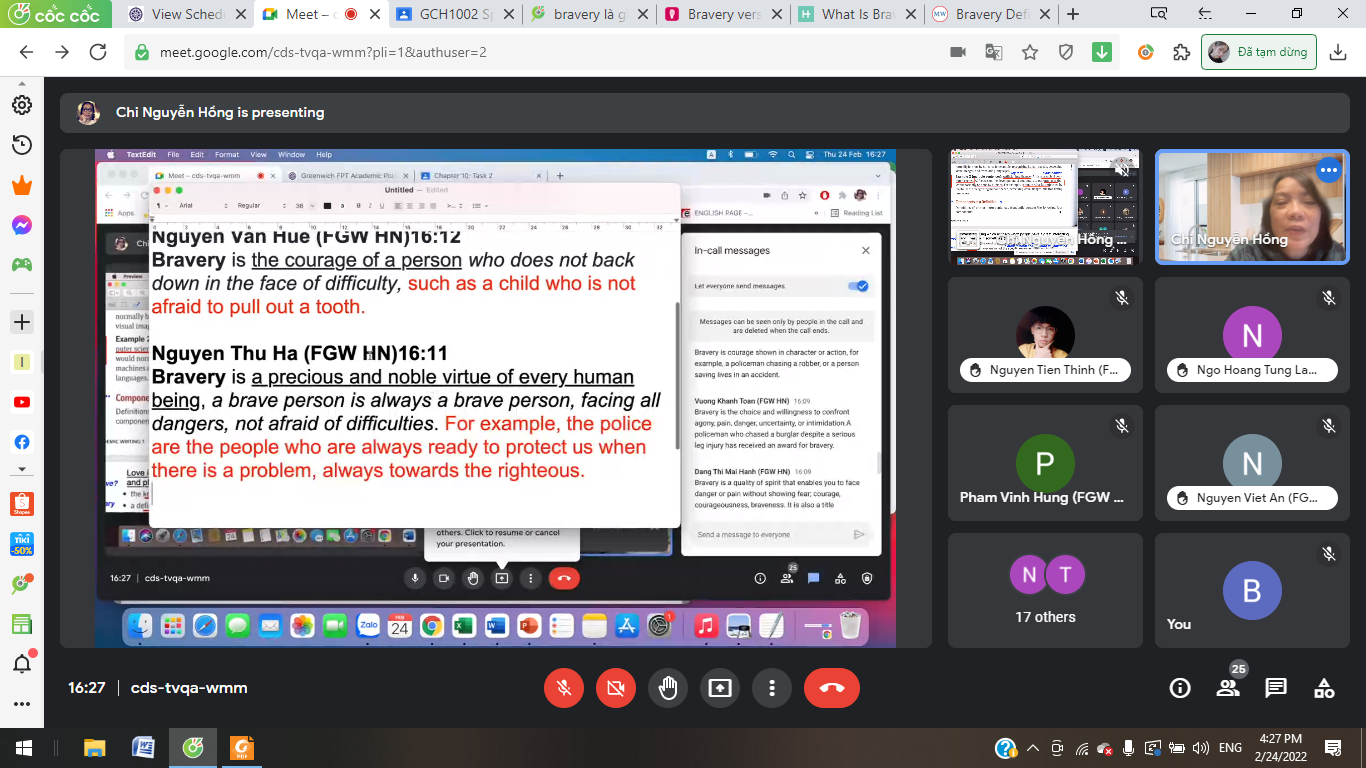 CỐC CỐC
View Sched
Meet –
GCH1002 S
bravery là g
Bravery vers
What Is Brav
Bravery Defi
meet.google.com/cds-tvqa-wmm?pli=1&authuser=2
Đã tạm dừng
Chi Nguyễn Hồng is presenting
TextEdit File Edit Format View Window Help
Thu 24 Feb 16:27
Meet – cds-tvqa-wmm
Greenwich FPT Academic Pla
Chapter 10: Task 2
Untitled — Edited
Apps
ENGLISH PAGE –...
Reading List
Arial
Regular
36
Nguyen Van Hue (FGW HN)16:12
Bravery is the courage of a person who does not back
down in the face of difficulty, such as a child who is not
afraid to pull out a tooth.
Nguyen Thu Ha (FGW HN)16:11
Bravery is a precious and noble virtue of every human
being, a brave person is always a brave person, facing all
dangers, not afraid of difficulties. For example, the police
are the people who are always ready to protect us when
there is a problem, always towards the righteous.
others. Click to resume or cancel
your presentation.
In-call messages
Let everyone send messages.
Messages can be seen only by people in the call and
are deleted when the call ends.
Bravery is courage shown in character or action, for
example, a policeman chasing a robber, or a person
saving lives in an accident.
Vuong Khanh Toan (FGW HN) 16:09
Bravery is the choice and willingness to confront
agony, pain, danger, uncertainty, or intimidation.A
policeman who chased a burglar despite a serious
leg injury has received an award for bravery.
Dang Thi Mai Hanh (FGW HN) 16:09
Bravery is a quality of spirit that enables you to face
danger or pain without showing fear; courage,
courageousness, braveness. It is also a title
Send a message to everyone
16:27 | cds-tvqa-wmm
25
Zalo
FEB
24
Chi Nguyễn Hồng
Nguyen Tien Thinh (F...
N
Ngo Hoang Tung La...
P
Pham Vinh Hung (FGW ...
N
Nguyen Viet An (FG...
N T
17 others
B
You
16:27 | cds-tvqa-wmm
25
Shopee
TIKI
-50%
ENG
4:27 PM
2/24/2022